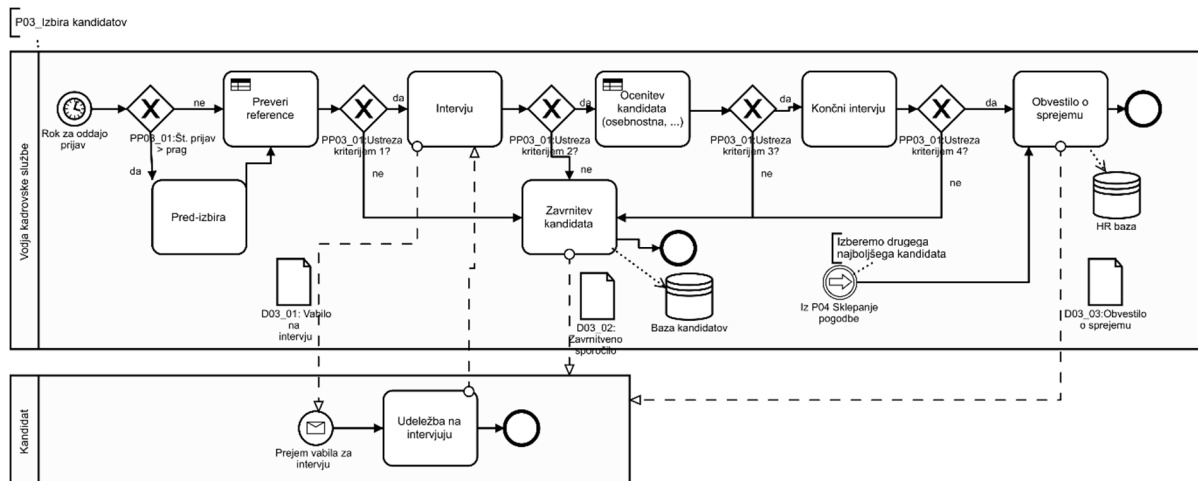 P03_Izbira kandidatov
Vodja kadrovske službe
Rok za oddajo
prijav
PP03_01:Št. prijav
> prag
ne
da
Pred-izbira
Preveri
reference
PP03_01:Ustreza
kriterijem 1?
da
ne
Intervju
PP03_01:Ustreza
kriterijem 2?
da
ne
Ocenitev
kandidata
(osebnostna, ...)
PP03_01:Ustreza
kriterijem 3?
da
ne
Končni intervju
PP03_01:Ustreza
kriterijem 4?
da
ne
Obvestilo o
sprejemu
HR baza
Zavrnitev
kandidata
Baza kandidatov
Izberemo drugega
najboljšega kandidata
Iz P04 Sklepanje
pogodbe
D03_01: Vabilo
na
intervju
D03_02:
Zavrnitveno
sporočilo
D03_03:Obvestilo
o sprejemu
Kandidat
Prejem vabila za
intervju
Udeležba na
intervjuju